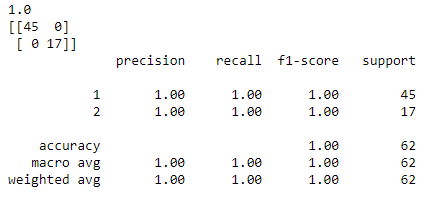 1.0
[[45  0]
 [ 0 17]]
              precision    recall  f1-score   support

           1       1.00      1.00      1.00        45
           2       1.00      1.00      1.00        17

    accuracy                           1.00        62
   macro avg       1.00      1.00      1.00        62
weighted avg       1.00      1.00      1.00        62